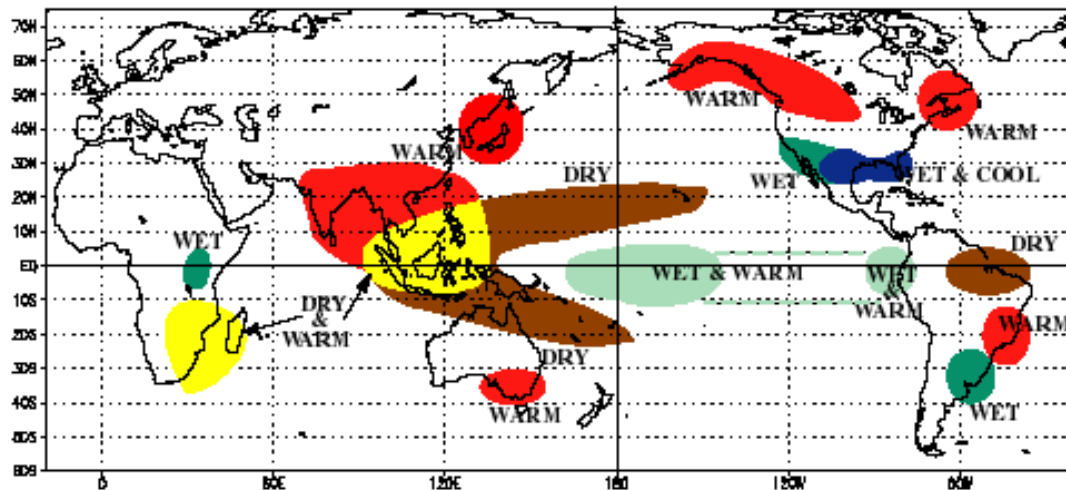 70N
60N
50N
40N
30N
20N
10N
EQ
10S
20S
30S
40S
50S
60S
WARM
WARM
WARM
DRY
WET
WET & COOL
WET
DRY
WET & WARM
WET
&
WARM
DRY
&
WARM
WARM
DRY
WARM
WET
0
60E
120E
180
120W
60W